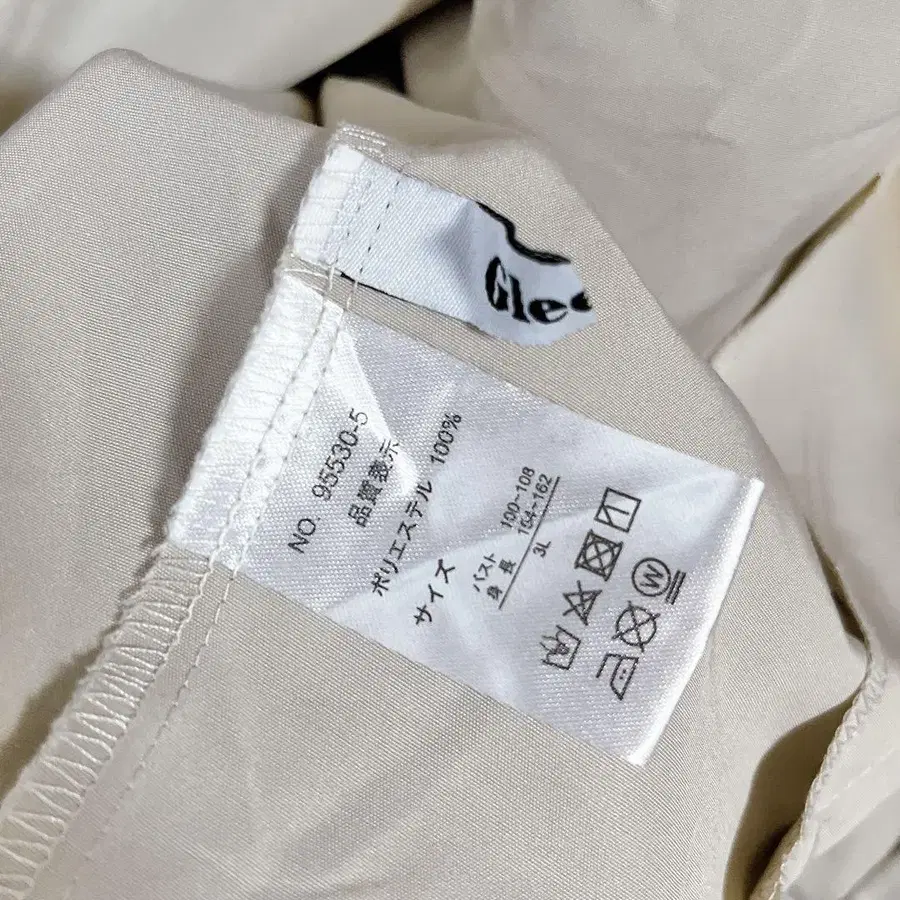 Glee
NO. 95530-5
品質表示
ポリエステル 100%
サイズ
バスト 100~108
身長 154~162
3L
W